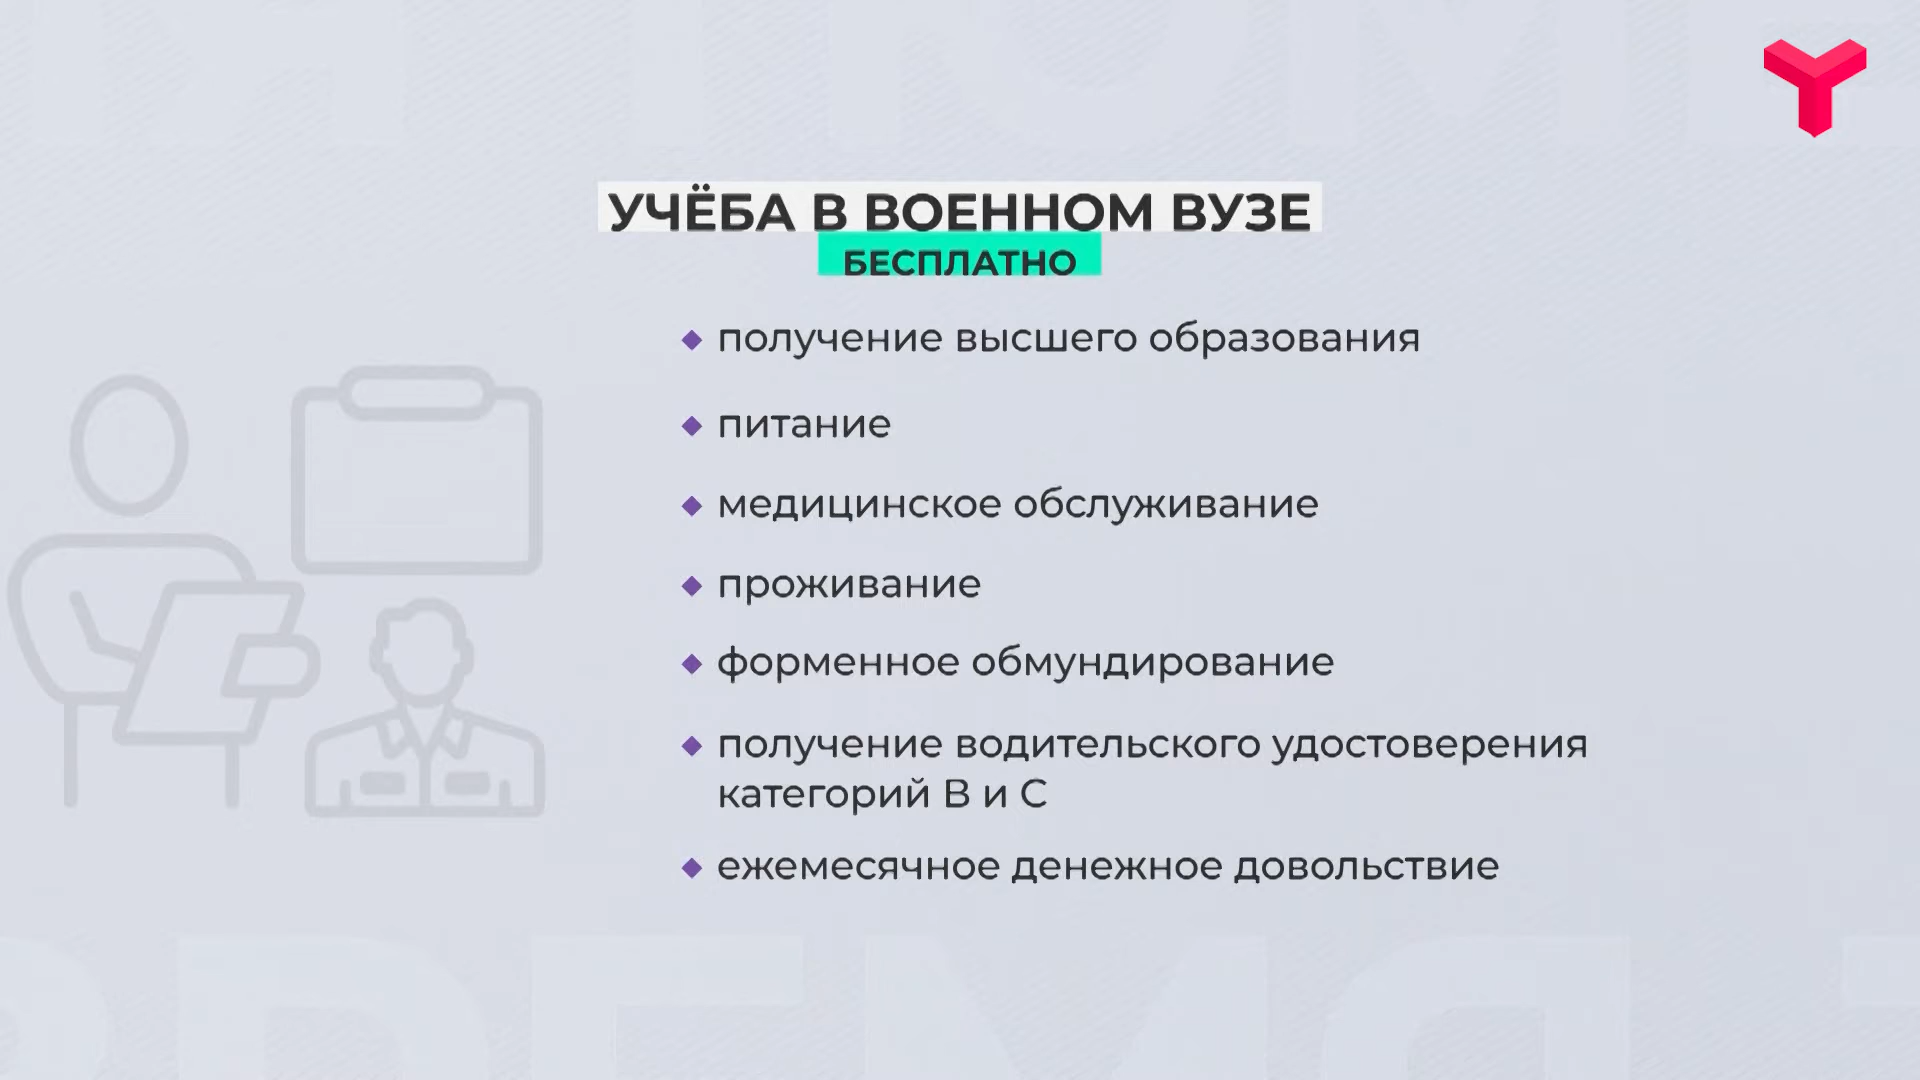 УЧЁБА В ВОЕННОМ ВУЗЕ
БЕСПЛАТНО
получение высшего образования
питание
медицинское обслуживание
проживание
форменное обмундирование
получение водительского удостоверения
категорий В и С
ежемесячное денежное довольствие